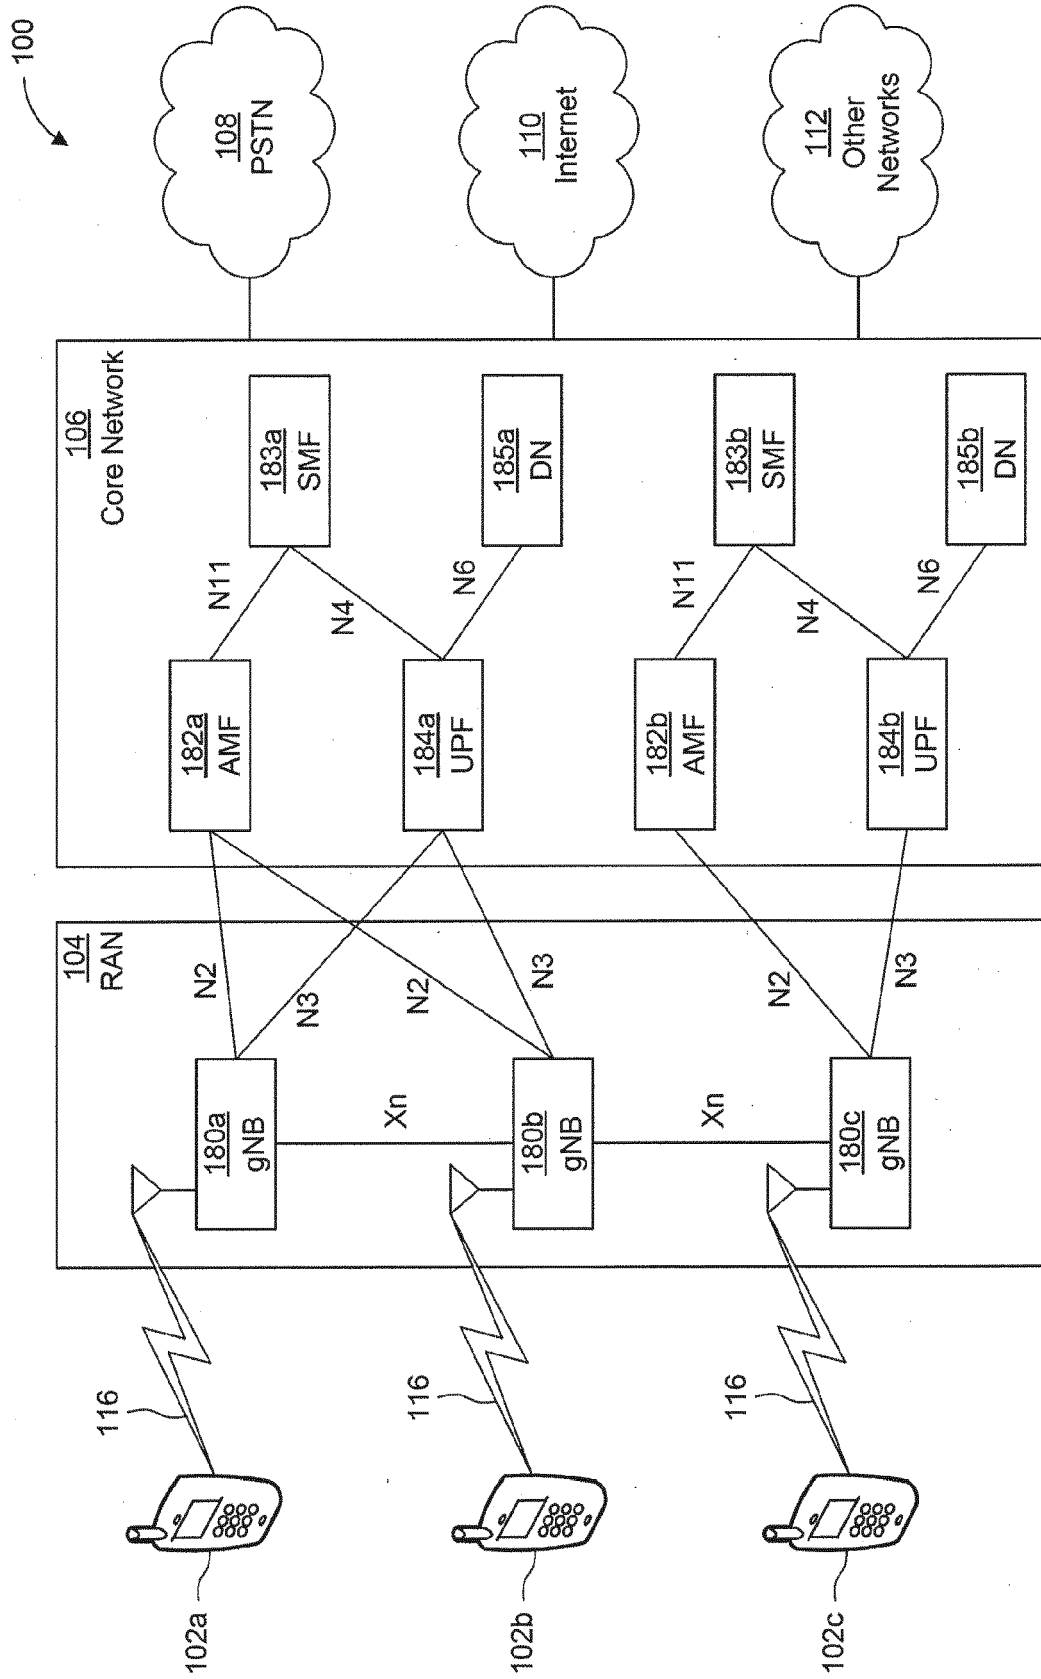 100
102a
102b
102c
116
116
116
104
RAN
180a
gNB
180b
gNB
180c
gNB
Xn
Xn
N2
N3
N2
N3
N2
N3
106
Core Network
182a
AMF
184a
UPF
182b
AMF
184b
UPF
N11
N4
N6
N11
N4
N6
183a
SMF
185a
DN
183b
SMF
185b
DN
108
PSTN
110
Internet
112
Other
Networks